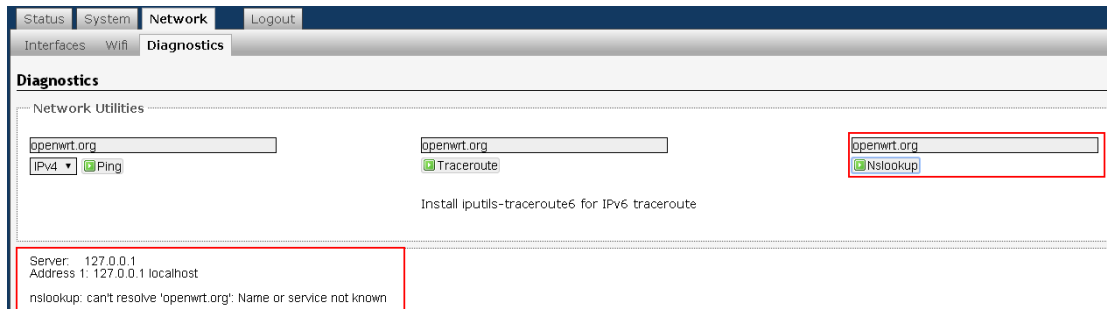 Status System Network Logout
Interfaces Wifi Diagnostics
Diagnostics
Network Utilities
openwrt.org openwrt.org openwrt.org
IPv4 Ping Traceroute Nslookup
Install iputils-traceroute6 for IPv6 traceroute
Server: 127.0.0.1
Address 1: 127.0.0.1 localhost
nslookup: can't resolve 'openwrt.org': Name or service not known